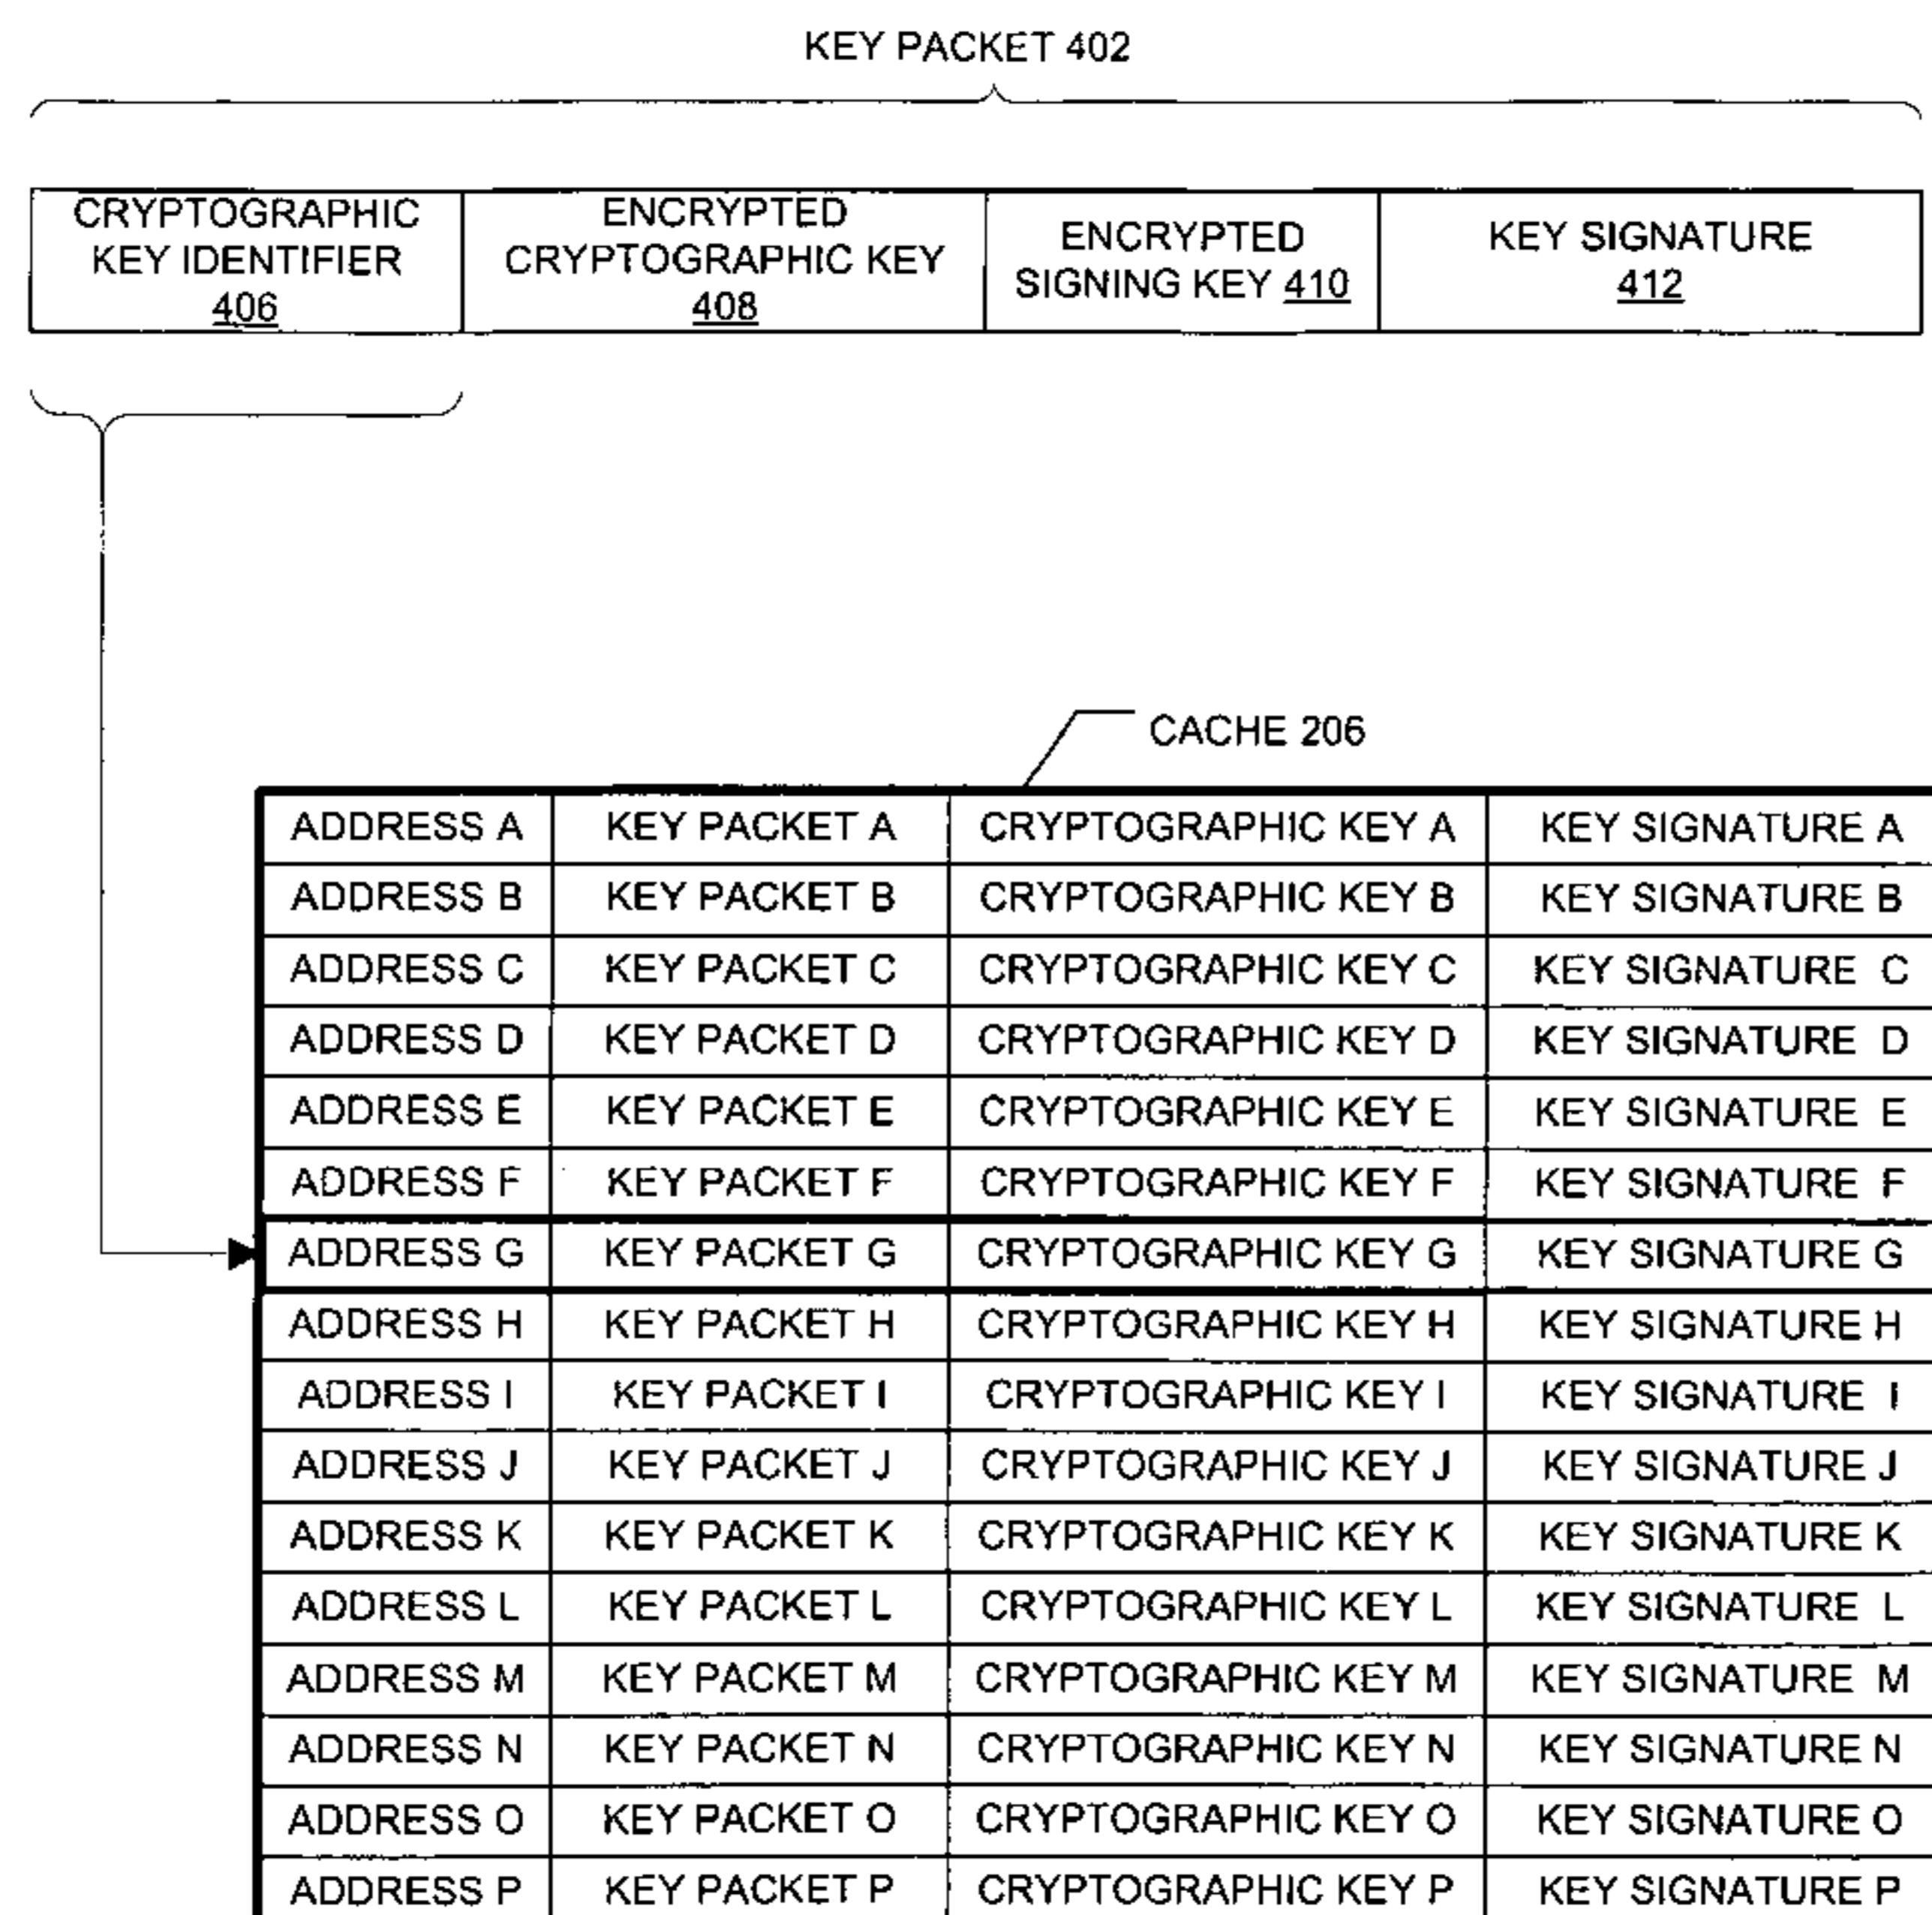 KEY PACKET 402
CRYPTOGRAPHIC
KEY IDENTIFIER
406
ENCRYPTED
CRYPTOGRAPHIC KEY
408
ENCRYPTED
SIGNING KEY 410
KEY SIGNATURE
412
CACHE 206
ADDRESS A KEY PACKET A CRYPTOGRAPHIC KEY A KEY SIGNATURE A
ADDRESS B KEY PACKET B CRYPTOGRAPHIC KEY B KEY SIGNATURE B
ADDRESS C KEY PACKET C CRYPTOGRAPHIC KEY C KEY SIGNATURE C
ADDRESS D KEY PACKET D CRYPTOGRAPHIC KEY D KEY SIGNATURE D
ADDRESS E KEY PACKET E CRYPTOGRAPHIC KEY E KEY SIGNATURE E
ADDRESS F KEY PACKET F CRYPTOGRAPHIC KEY F KEY SIGNATURE F
ADDRESS G KEY PACKET G CRYPTOGRAPHIC KEY G KEY SIGNATURE G
ADDRESS H KEY PACKET H CRYPTOGRAPHIC KEY H KEY SIGNATURE H
ADDRESS I KEY PACKET I CRYPTOGRAPHIC KEY I KEY SIGNATURE I
ADDRESS J KEY PACKET J CRYPTOGRAPHIC KEY J KEY SIGNATURE J
ADDRESS K KEY PACKET K CRYPTOGRAPHIC KEY K KEY SIGNATURE K
ADDRESS L KEY PACKET L CRYPTOGRAPHIC KEY L KEY SIGNATURE L
ADDRESS M KEY PACKET M CRYPTOGRAPHIC KEY M KEY SIGNATURE M
ADDRESS N KEY PACKET N CRYPTOGRAPHIC KEY N KEY SIGNATURE N
ADDRESS O KEY PACKET O CRYPTOGRAPHIC KEY O KEY SIGNATURE O
ADDRESS P KEY PACKET P CRYPTOGRAPHIC KEY P KEY SIGNATURE P